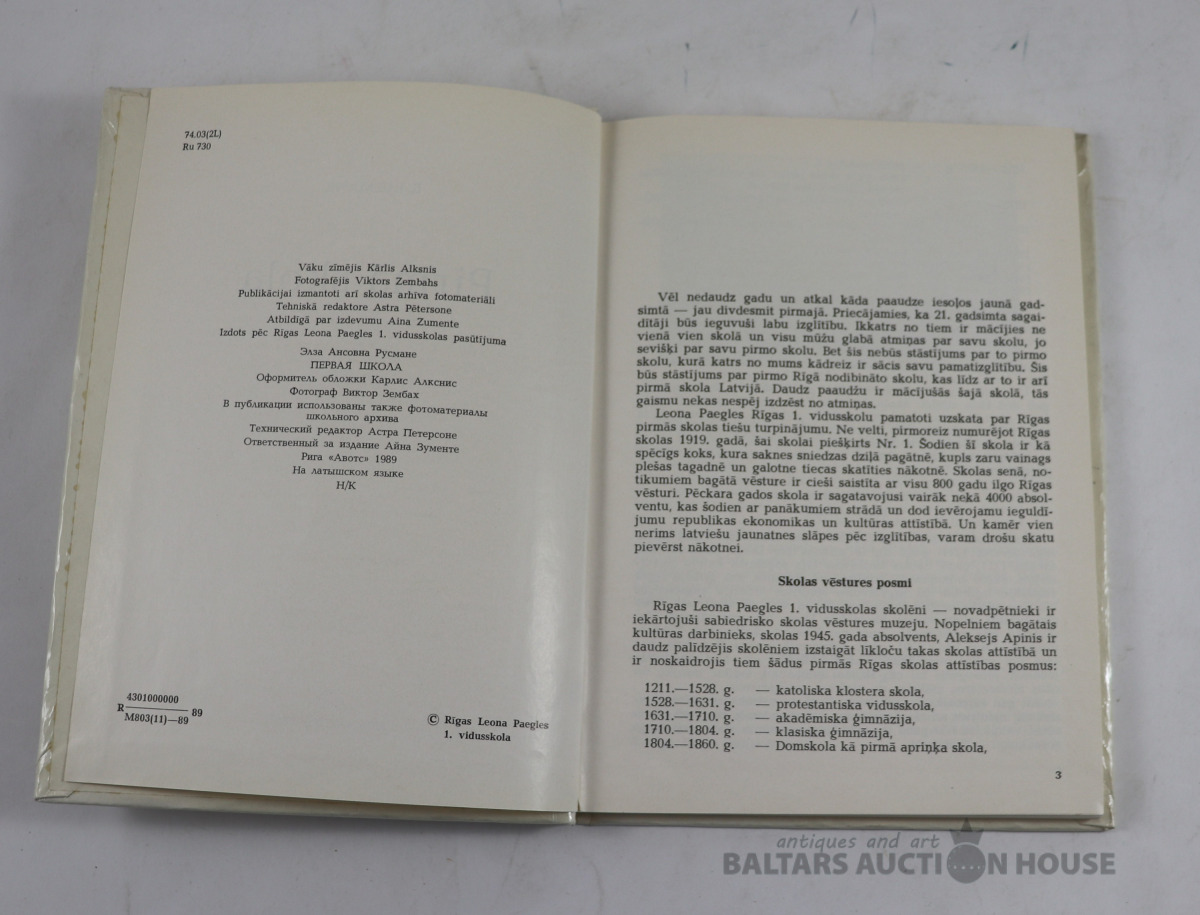 74.03(2L)
Ru 730
Vāku zīmējis Kārlis Alksnis
Fotografējis Viktors Zembahs
Publikācijai izmantoti arī skolas arhīva fotomateriāli
Tehniskā redaktore Astra Pētersone
Atbildīgā par izdevumu Aina Zumente
Izdots pēc Rīgas Leona Paegles 1. vidusskolas pasūtījuma
Элза Ансовна Русмане
ПЕРВАЯ ШКОЛА
Оформитель обложки Карлис Алкснис
Фотограф Виктор Зембах
В публикации использованы также фотоматериалы
школьного архива
Технический редактор Астра Петерсоне
Ответственный за издание Айна Зументе
Рига «Авотс» 1989
На латышском языке
Н/К
4301000000
R 89
M803(11)—89
© Rīgas Leona Paegles
1. vidusskola
Vēl nedaudz gadu un atkal kāda paaudze iesoļos jaunā gad-
simtā — jau divdesmit pirmajā. Priecājamies, ka 21. gadsimta sagai-
dītāji būs ieguvuši labu izglītību. Ikkatrs no tiem ir mācījies ne
vienā vien skolā un visu mūžu glabā atmiņas par savu skolu, jo
sevišķi par savu pirmo skolu. Bet šis nebūs stāstījums par to pirmo
skolu, kurā katrs no mums kādreiz ir sācis savu pamatizglītību. Šis
būs stāstījums par pirmo Rīgā nodibināto skolu, kas līdz ar to ir arī
pirmā skola Latvijā. Daudz paaudžu ir mācījušās šajā skolā, tās
gaismu nekas nespēj izdzēst no atmiņas.
Leona Paegles Rīgas 1. vidusskolu pamatoti uzskata par Rīgas
pirmās skolas tiešu turpinājumu. Ne velti, pirmoreiz numurējot Rīgas
skolas 1919. gadā, šai skolai piešķirts Nr. 1. Šodien šī skola ir kā
spēcīgs koks, kura saknes sniedzas dziļā pagātnē, kupls zaru vainags
plešas tagadnē un galotne tiecas skatīties nākotnē. Skolas senā, no-
tikumiem bagātā vēsture ir cieši saistīta ar visu 800 gadu ilgo Rīgas
vēsturi. Pēckara gados skola ir sagatavojusi vairāk nekā 4000 absol-
ventu, kas šodien ar panākumiem strādā un dod ievērojamu ieguldī-
jumu republikas ekonomikas un kultūras attīstībā. Un kamēr vien
nerims latviešu jaunatnes slāpes pēc izglītības, varam drošu skatu
pievērst nākotnei.
Skolas vēstures posmi
Rīgas Leona Paegles 1. vidusskolas skolēni — novadpētnieki ir
iekārtojuši sabiedrisko skolas vēstures muzeju. Nopelniem bagātais
kultūras darbinieks, skolas 1945. gada absolvents, Aleksejs Apinis ir
daudz palīdzējis skolēniem izstaigāt līkloču takas skolas attīstībā un
ir noskaidrojis tiem šādus pirmās Rīgas skolas attīstības posmus:
1211.—1528. g. — katoliska klostera skola,
1528.—1631. g. — protestantiska vidusskola,
1631.—1710. g. — akadēmiska ģimnāzija,
1710.—1804. g. — klasiska ģimnāzija,
1804.—1860. g. — Domskola kā pirmā apriņķa skola,
3
antiques and art
BALTARS AUCTION HOUSE